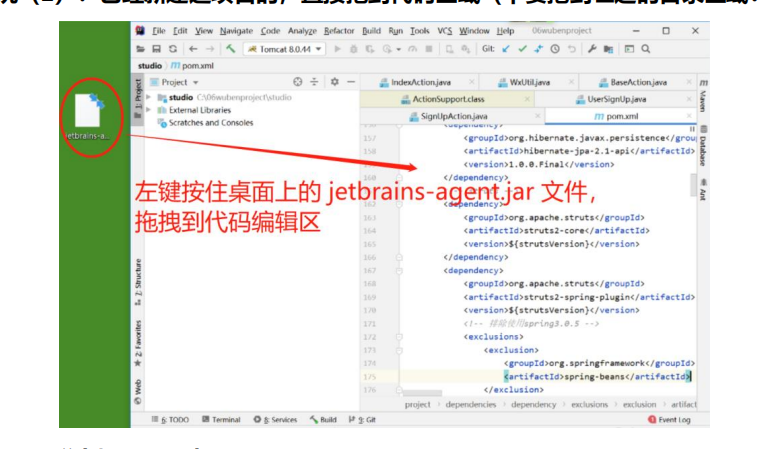 File Edit View Navigate Code Analyze Refactor Build Run Tools VCS Window Help 06wubenproject
Tomcat 8.0.44 Git:
studio pom.xml
Project
IndexAction.java WxUtil.java BaseAction.java
ActionSupport.class UserSignUp.java
SignUpAction.java pom.xml
studio C:\06wubenproject\studio
External Libraries
Scratches and Consoles
1: Project
Z: Structure
2: Favorites
Web
Maven
Database
Ant
jetbrains-a...
左键按住桌面上的 jetbrains-agent.jar 文件，
拖拽到代码编辑区
157 <groupId>org.hibernate.javax.persistence</grou
158 <artifactId>hibernate-jpa-2.1-api</artifactId>
159 <version>1.0.0.Final</version>
</dependency>
<dependency>
163 <groupId>org.apache.struts</groupId>
164 <artifactId>struts2-core</artifactId>
165 <version>${strutsVersion}</version>
166 </dependency>
167 <dependency>
168 <groupId>org.apache.struts</groupId>
169 <artifactId>struts2-spring-plugin</artifactId>
170 <version>${strutsVersion}</version>
171 <!-- 移除使用spring3.0.5 -->
172 <exclusions>
173 <exclusion>
174 <groupId>org.springframework</groupId>
175 <artifactId>spring-beans</artifactId>
176 </exclusion>
project dependencies dependency exclusions exclusion artifact
6: TODO Terminal 8: Services Build 9: Git Event Log